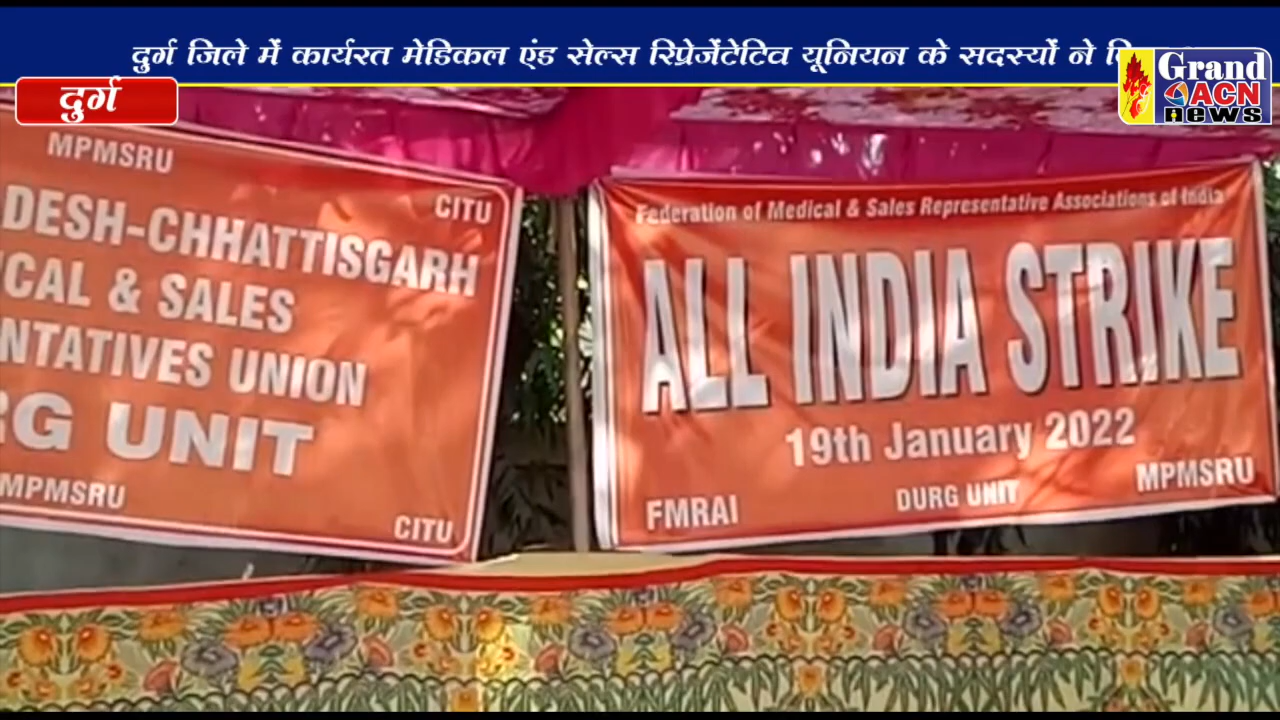 दुर्ग जिले में कार्यरत मेडिकल एंड सेल्स रिप्रेजेंटेटिव यूनियन के सदस्यों ने
Grand
ACN
news
दुर्ग
MPMSRU
CITU
DESH-CHHATTISGARH
CAL & SALES
NTATIVES UNION
G UNIT
MPMSRU
CITU
Federation of Medical & Sales Representative Associations of India
ALL INDIA STRIKE
19th January 2022
FMRAI
DURG UNIT
MPMSRU